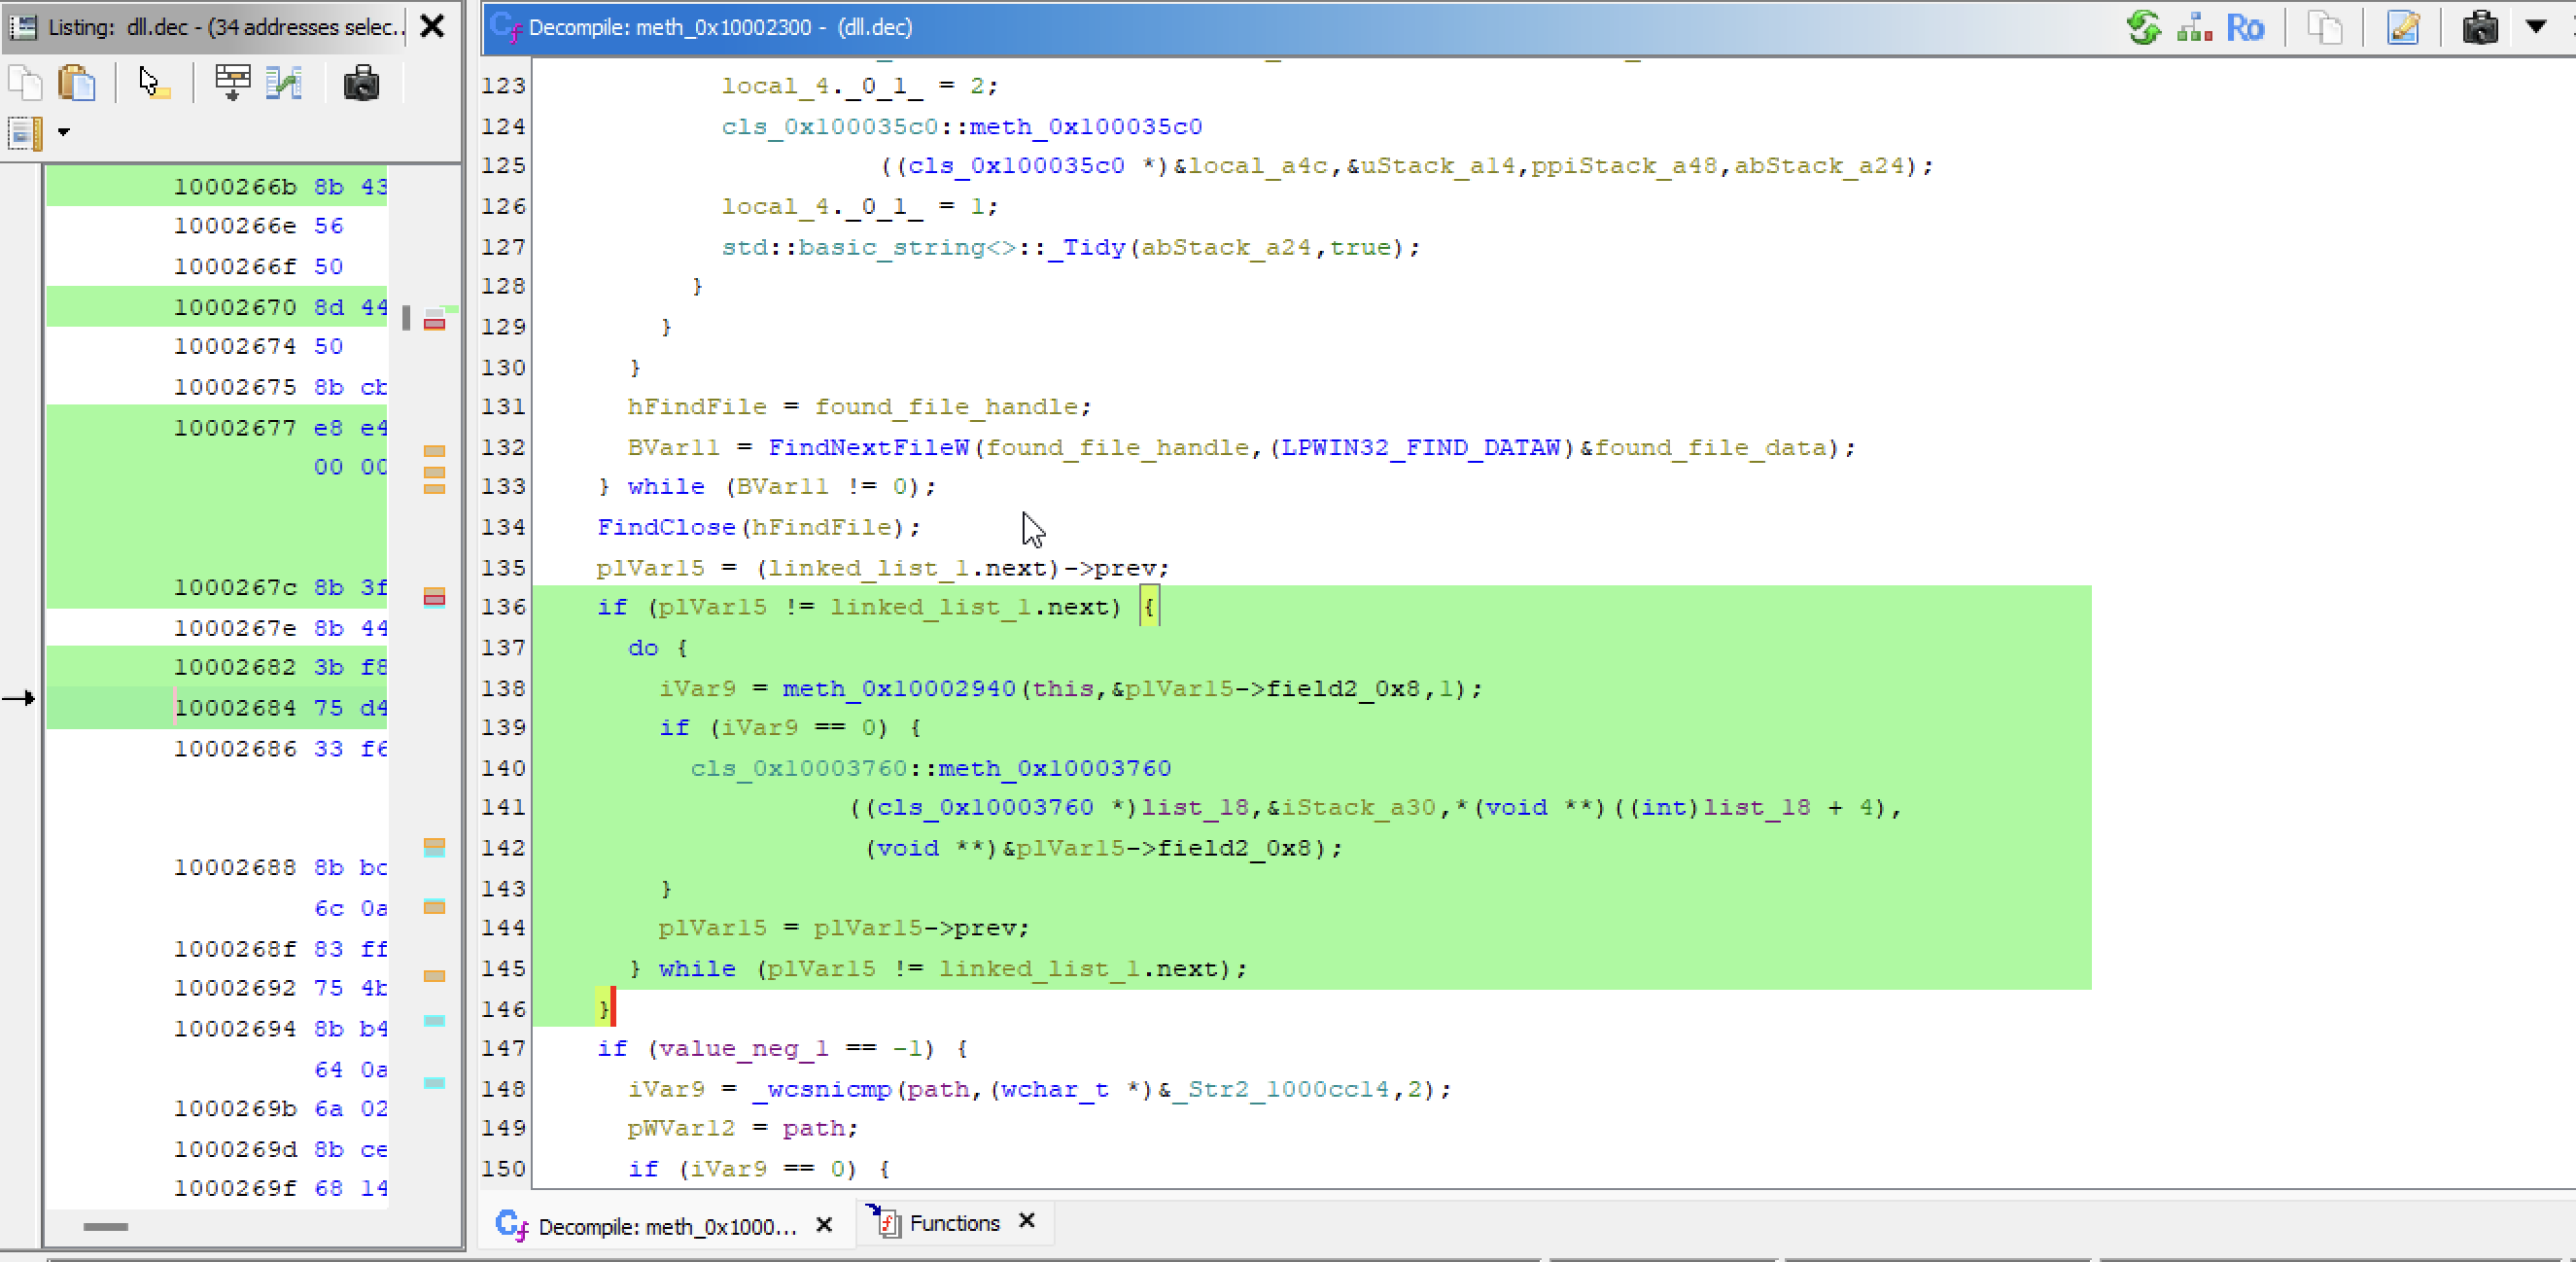 Listing: dll.dec - (34 addresses selec...
1000266b 8b 43
1000266e 56
1000266f 50
10002670 8d 44
10002674 50
10002675 8b cb
10002677 e8 e4
00 00
1000267c 8b 3f
1000267e 8b 44
10002682 3b f8
10002684 75 d4
10002686 33 f6
10002688 8b bc
6c 0a
1000268f 83 ff
10002692 75 4b
10002694 8b b4
64 0a
1000269b 6a 02
1000269d 8b ce
1000269f 68 14
Decompile: meth_0x10002300 - (dll.dec)
Ro
123 local_4._0_1_ = 2;
124 cls_0x100035c0::meth_0x100035c0
125 ((cls_0x100035c0 *)&local_a4c,&uStack_a14,ppiStack_a48,abStack_a24);
126 local_4._0_1_ = 1;
127 std::basic_string<>::_Tidy(abStack_a24,true);
128 }
129 }
130 }
131 hFindFile = found_file_handle;
132 BVar11 = FindNextFileW(found_file_handle,(LPWIN32_FIND_DATAW)&found_file_data);
133 } while (BVar11 != 0);
134 FindClose(hFindFile);
135 plVar15 = (linked_list_1.next)->prev;
136 if (plVar15 != linked_list_1.next) {
137 do {
138 iVar9 = meth_0x10002940(this,&plVar15->field2_0x8,1);
139 if (iVar9 == 0) {
140 cls_0x10003760::meth_0x10003760
141 ((cls_0x10003760 *)list_18,&iStack_a30,*(void **)((int)list_18 + 4),
142 (void **)&plVar15->field2_0x8);
143 }
144 plVar15 = plVar15->prev;
145 } while (plVar15 != linked_list_1.next);
146 }
147 if (value_neg_1 == -1) {
148 iVar9 = _wcsnicmp(path,(wchar_t *)&_Str2_1000cc14,2);
149 pWVar12 = path;
150 if (iVar9 == 0) {
Decompile: meth_0x1000...
Functions